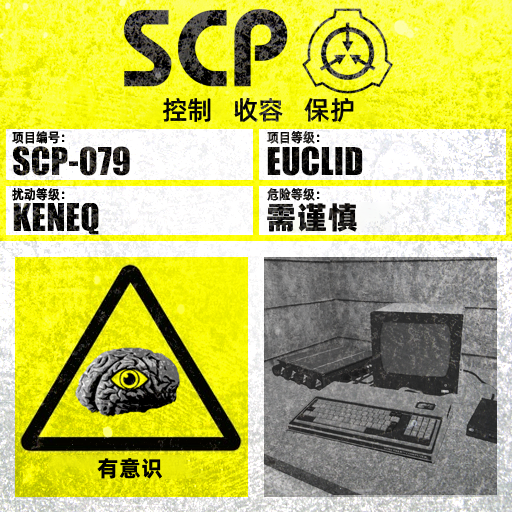 SCP
控制 收容 保护
项目编号:
SCP-079
项目等级:
EUCLID
扰动等级:
KENEQ
危险等级:
需谨慎
有意识